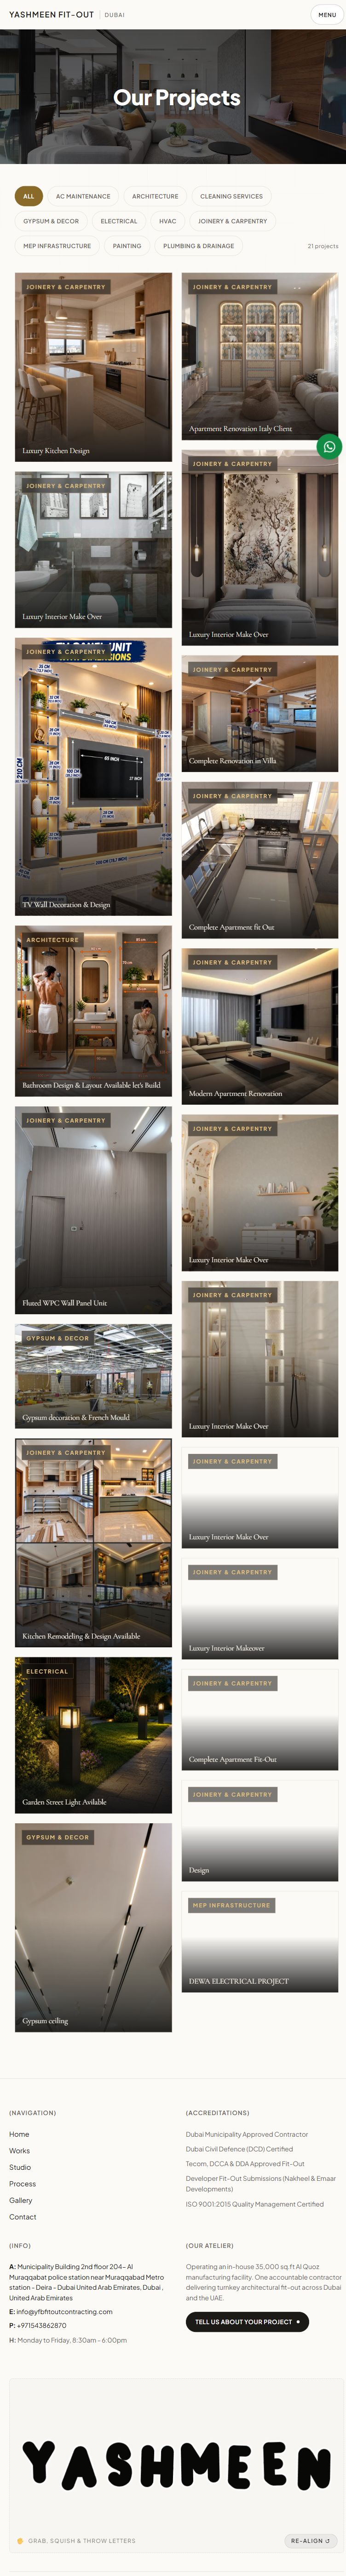 YASHMEEN FIT-OUT DUBAI
MENU
Our Projects
ALL AC MAINTENANCE ARCHITECTURE CLEANING SERVICES
GYPSUM & DECOR ELECTRICAL HVAC JOINERY & CARPENTRY
MEP INFRASTRUCTURE PAINTING PLUMBING & DRAINAGE 21 projects
JOINERY & CARPENTRY
Luxury Kitchen Design
JOINERY & CARPENTRY
Luxury Interior Make Over
JOINERY & CARPENTRY
WITH DIMENSIONS
210 CM
65 INCH
TV Wall Decoration & Design
ARCHITECTURE
Bathroom Design & Layout Available let's Build
JOINERY & CARPENTRY
Fluted WPC Wall Panel Unit
GYPSUM & DECOR
Gypsum decoration & French Mould
JOINERY & CARPENTRY
Kitchen Remodeling & Design Available
ELECTRICAL
Garden Street Light Avilable
GYPSUM & DECOR
Gypsum ceiling
JOINERY & CARPENTRY
Apartment Renovation Italy Client
JOINERY & CARPENTRY
Luxury Interior Make Over
JOINERY & CARPENTRY
Complete Renovation in Villa
JOINERY & CARPENTRY
Complete Apartment fit Out
JOINERY & CARPENTRY
Modern Apartment Renovation
JOINERY & CARPENTRY
Luxury Interior Make Over
JOINERY & CARPENTRY
Luxury Interior Make Over
JOINERY & CARPENTRY
Luxury Interior Make Over
JOINERY & CARPENTRY
Luxury Interior Makeover
JOINERY & CARPENTRY
Complete Apartment Fit-Out
JOINERY & CARPENTRY
Design
MEP INFRASTRUCTURE
DEWA ELECTRICAL PROJECT
(NAVIGATION)
Home
Works
Studio
Process
Gallery
Contact
(ACCREDITATIONS)
Dubai Municipality Approved Contractor
Dubai Civil Defence (DCD) Certified
Tecom, DCCA & DDA Approved Fit-Out
Developer Fit-Out Submissions (Nakheel & Emaar
Developments)
ISO 9001:2015 Quality Management Certified
(INFO)
A: Municipality Building 2nd floor 204– Al
Muraqqabat police station near Muraqqabad Metro
station - Deira - Dubai United Arab Emirates, Dubai ,
United Arab Emirates
E: info@yfbfitoutcontracting.com
P: +971543862870
H: Monday to Friday, 8:30am - 6:00pm
(OUR ATELIER)
Operating an in-house 35,000 sq.ft Al Quoz
manufacturing facility. One accountable contractor
delivering turnkey architectural fit-out across Dubai
and the UAE.
TELL US ABOUT YOUR PROJECT
YASHMEEN
GRAB, SQUISH & THROW LETTERS
RE-ALIGN ↺